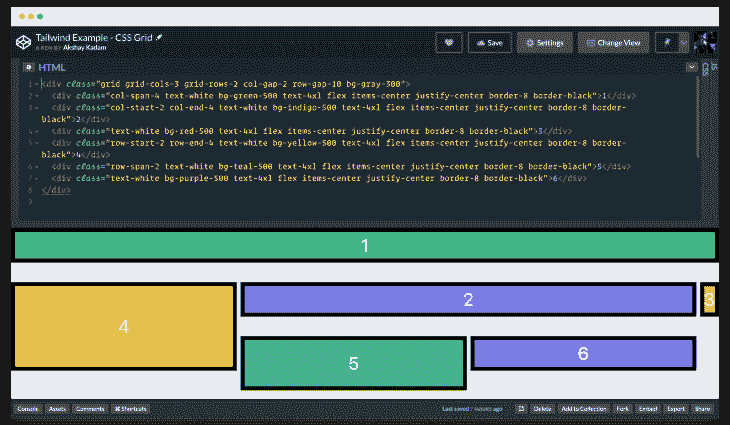 Tailwind Example - CSS Grid
A PEN BY Akshay Kadam
Save
Settings
Change View
HTML
1 <div class="grid grid-cols-3 grid-rows-2 col-gap-2 row-gap-10 bg-gray-300">
2 <div class="col-span-4 text-white bg-green-500 text-4xl flex items-center justify-center border-8 border-black">1</div>
3 <div class="col-start-2 col-end-4 text-white bg-indigo-500 text-4xl flex items-center justify-center border-8 border-
black">2</div>
4 <div class="text-white bg-red-500 text-4xl flex items-center justify-center border-8 border-black">3</div>
5 <div class="row-start-2 row-end-4 text-white bg-yellow-500 text-4xl flex items-center justify-center border-8 border-
black">4</div>
6 <div class="row-span-2 text-white bg-teal-500 text-4xl flex items-center justify-center border-8 border-black">5</div>
7 <div class="text-white bg-purple-500 text-4xl flex items-center justify-center border-8 border-black">6</div>
8 </div>
9
1
2
3
4
5
6
Console Assets Comments ⌘ Shortcuts
Last saved 7 HOURS ago
Delete Add to Collection Fork Embed Export Share